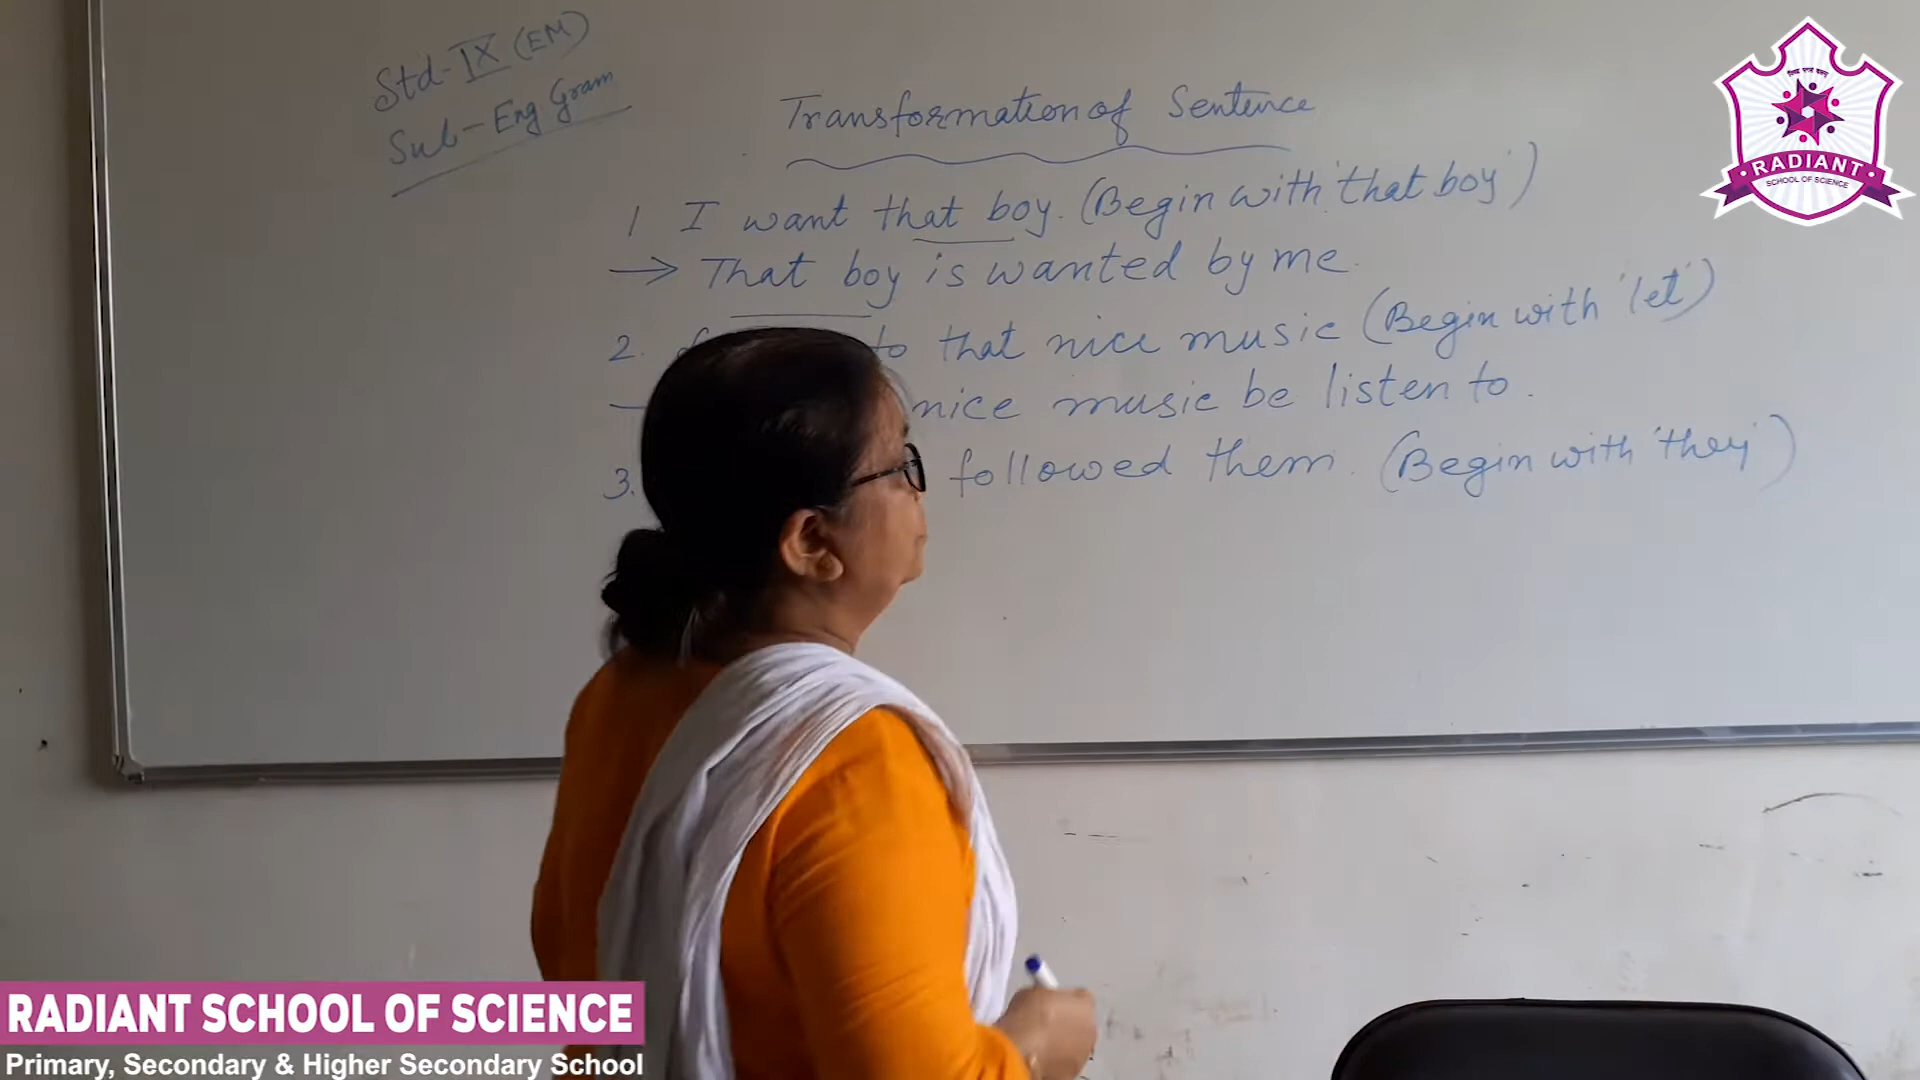 Std-IX (EM)
Sub-Eng Gram
Transformation of Sentence
1 I want that boy. (Begin with 'that boy')
→ That boy is wanted by me.
2. to that nice music (Begin with 'let')
nice music be listen to.
3. followed them. (Begin with 'they')
RADIANT
SCHOOL OF SCIENCE
RADIANT SCHOOL OF SCIENCE
Primary, Secondary & Higher Secondary School